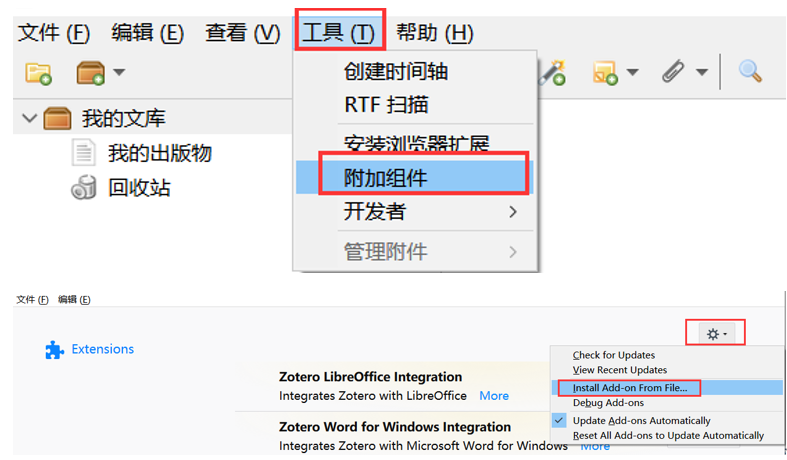 文件 (F) 编辑 (E) 查看 (V) 工具 (T) 帮助 (H)
创建时间轴
RTF 扫描
安装浏览器扩展
附加组件
开发者
管理附件
我的文库
我的出版物
回收站
文件 (F) 编辑 (E)
Extensions
Check for Updates
View Recent Updates
Install Add-on From File...
Debug Add-ons
Update Add-ons Automatically
Reset All Add-ons to Update Automatically
Zotero LibreOffice Integration
Integrates Zotero with LibreOffice More
Zotero Word for Windows Integration
Integrates Zotero with Microsoft Word for Windows More